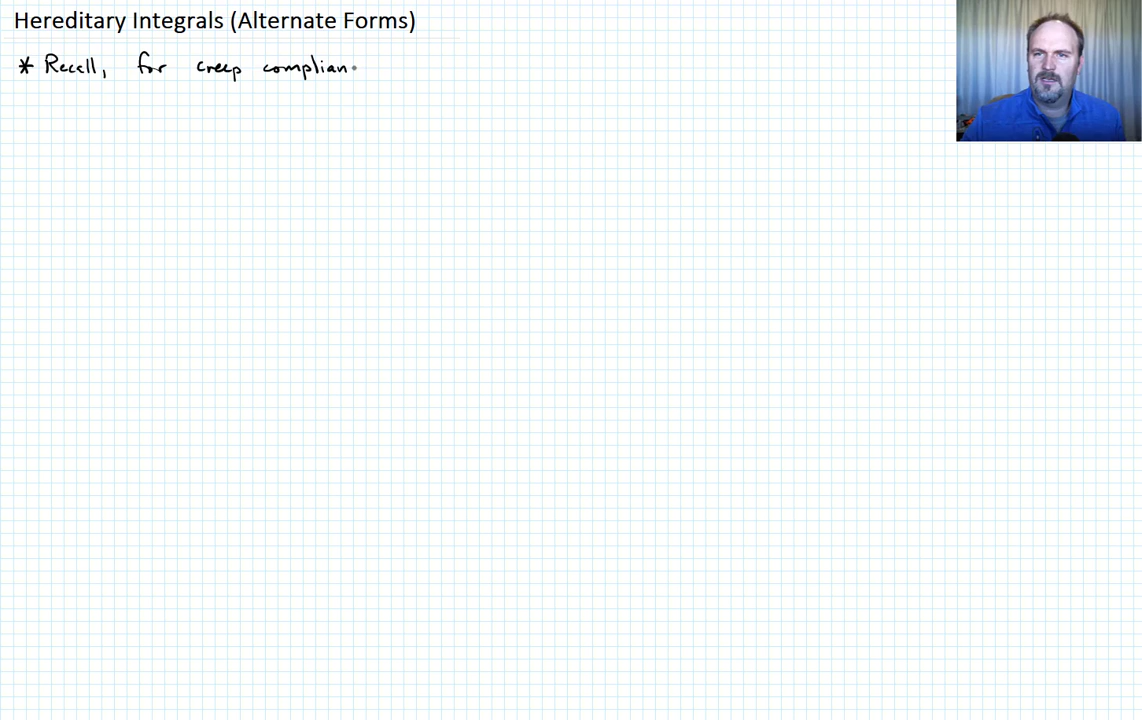 Hereditary Integrals (Alternate Forms)
* Recall, for creep complian